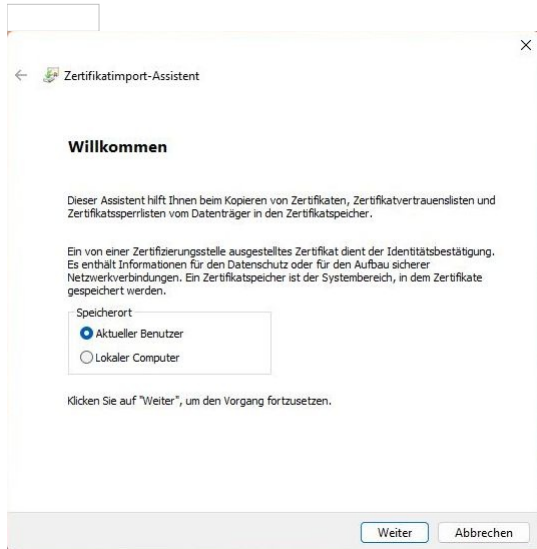 Zertifikatimport-Assistent
Willkommen
Dieser Assistent hilft Ihnen beim Kopieren von Zertifikaten, Zertifikatvertrauenslisten und
Zertifikatssperrlisten vom Datenträger in den Zertifikatspeicher.
Ein von einer Zertifizierungsstelle ausgestelltes Zertifikat dient der Identitätsbestätigung.
Es enthält Informationen für den Datenschutz oder für den Aufbau sicherer
Netzwerkverbindungen. Ein Zertifikatspeicher ist der Systembereich, in dem Zertifikate
gespeichert werden.
Speicherort
Aktueller Benutzer
Lokaler Computer
Klicken Sie auf "Weiter", um den Vorgang fortzusetzen.
Weiter Abbrechen